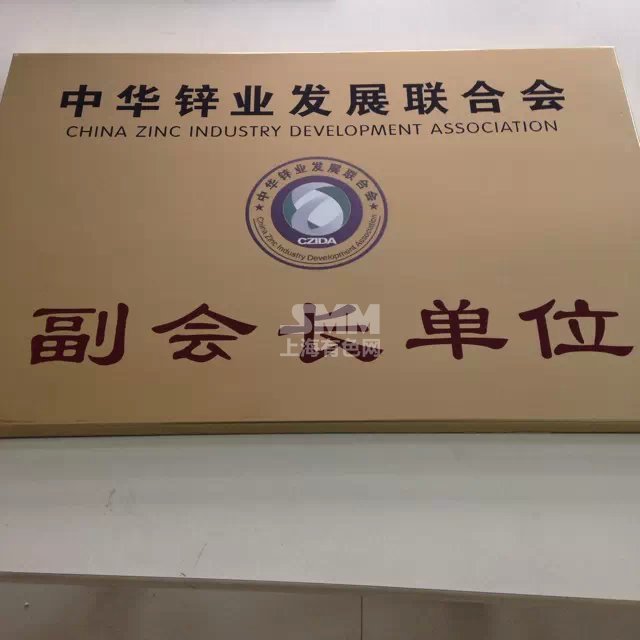 中华锌业发展联合会
CHINA ZINC INDUSTRY DEVELOPMENT ASSOCIATION
中华锌业发展联合会
CZIDA
China Zinc Industry Development Association
副会长单位
SMM
上海有色网